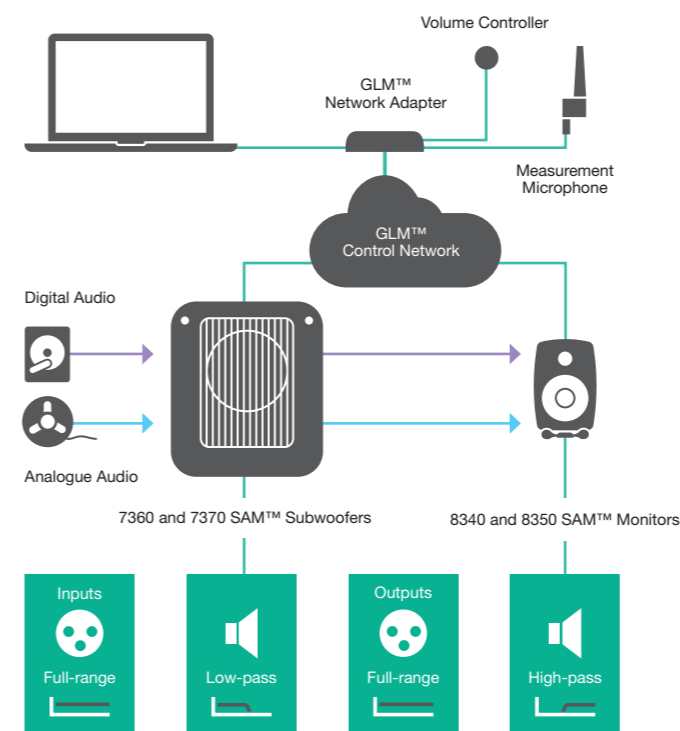 Volume Controller
GLM™
Network Adapter
Measurement
Microphone
GLM™
Control Network
Digital Audio
Analogue Audio
7360 and 7370 SAM™ Subwoofers
8340 and 8350 SAM™ Monitors
Inputs
Full-range
Low-pass
Outputs
Full-range
High-pass